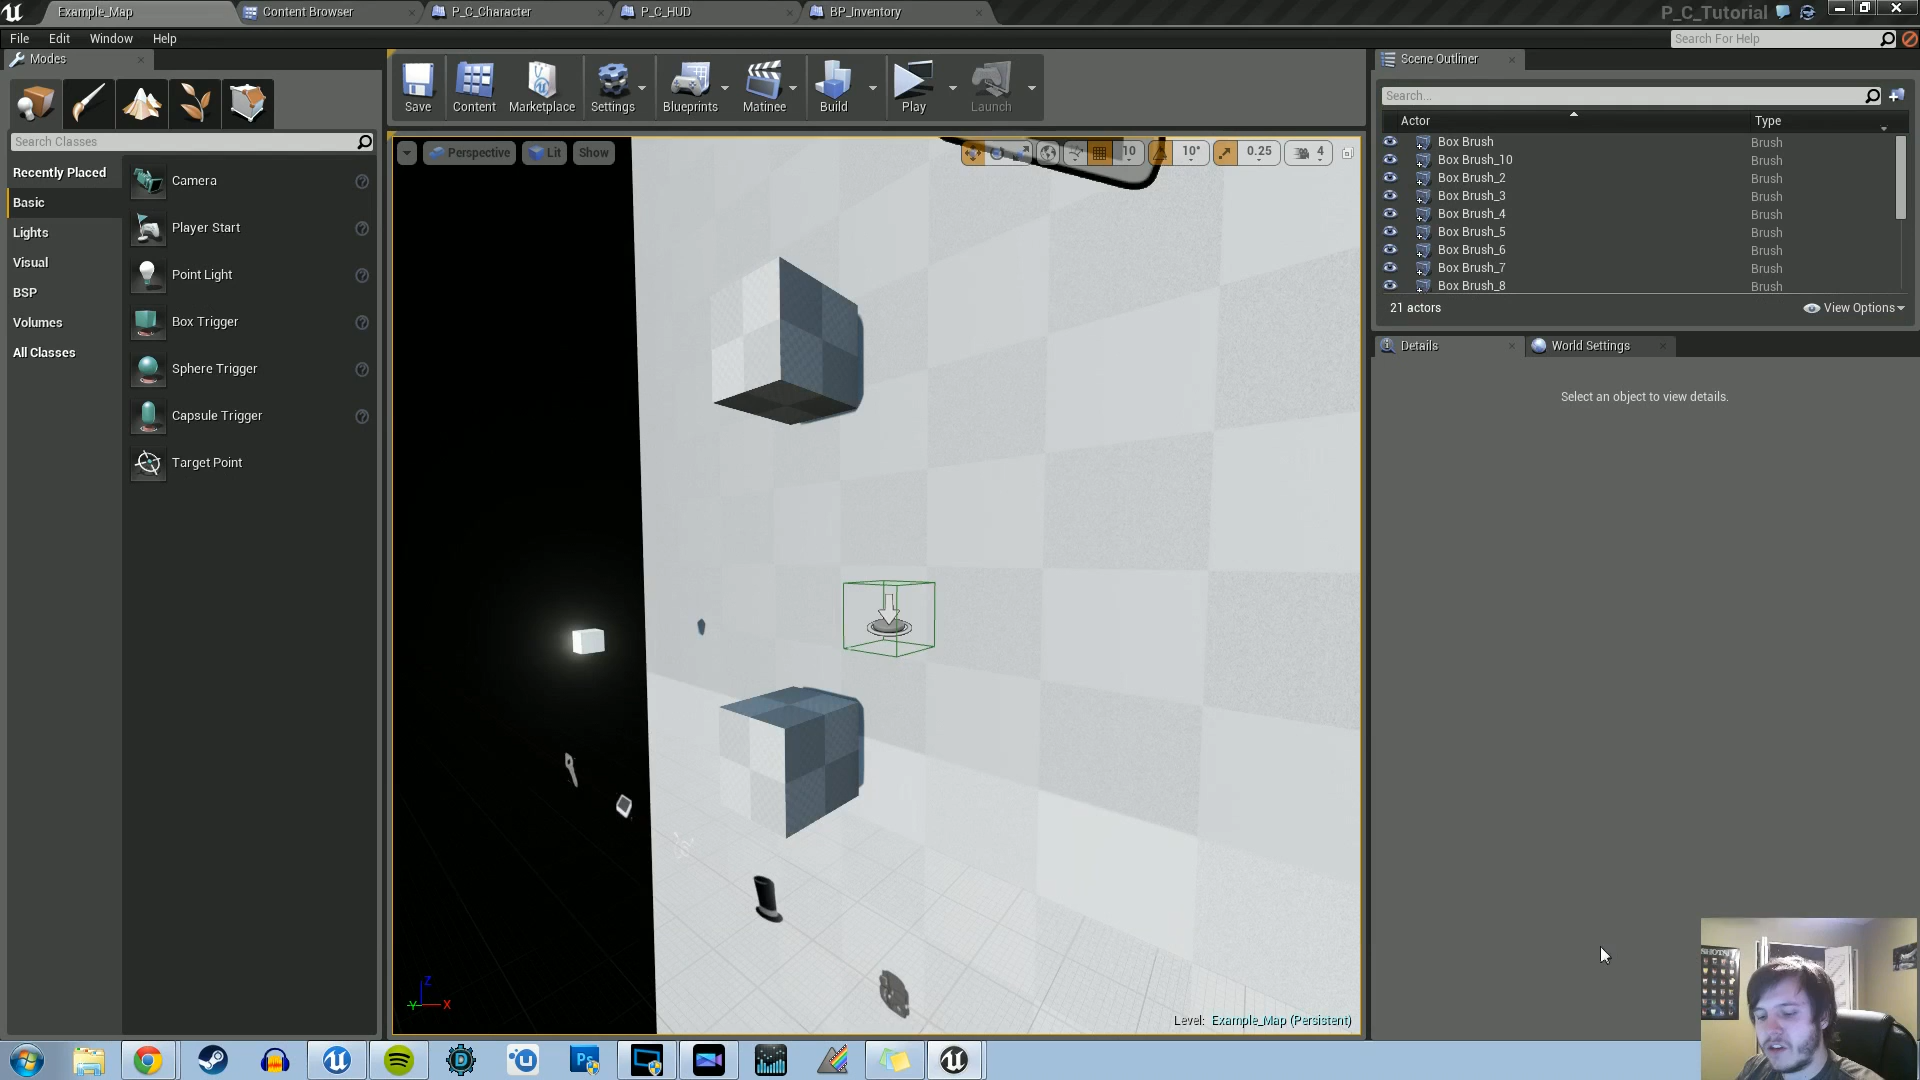 Example_Map
Content Browser
P_C_Character
P_C_HUD
BP_Inventory
P_C_Tutorial
File Edit Window Help
Search For Help
Modes
Search Classes
Recently Placed
Basic
Lights
Visual
BSP
Volumes
All Classes
Camera
Player Start
Point Light
Box Trigger
Sphere Trigger
Capsule Trigger
Target Point
Save
Content
Marketplace
Settings
Blueprints
Matinee
Build
Play
Launch
Perspective
Lit
Show
10
10°
0.25
4
Z
Y
X
Level: Example_Map (Persistent)
Scene Outliner
Search...
Actor Type
Box Brush Brush
Box Brush_10 Brush
Box Brush_2 Brush
Box Brush_3 Brush
Box Brush_4 Brush
Box Brush_5 Brush
Box Brush_6 Brush
Box Brush_7 Brush
Box Brush_8 Brush
21 actors
View Options
Details
World Settings
Select an object to view details.
Ps